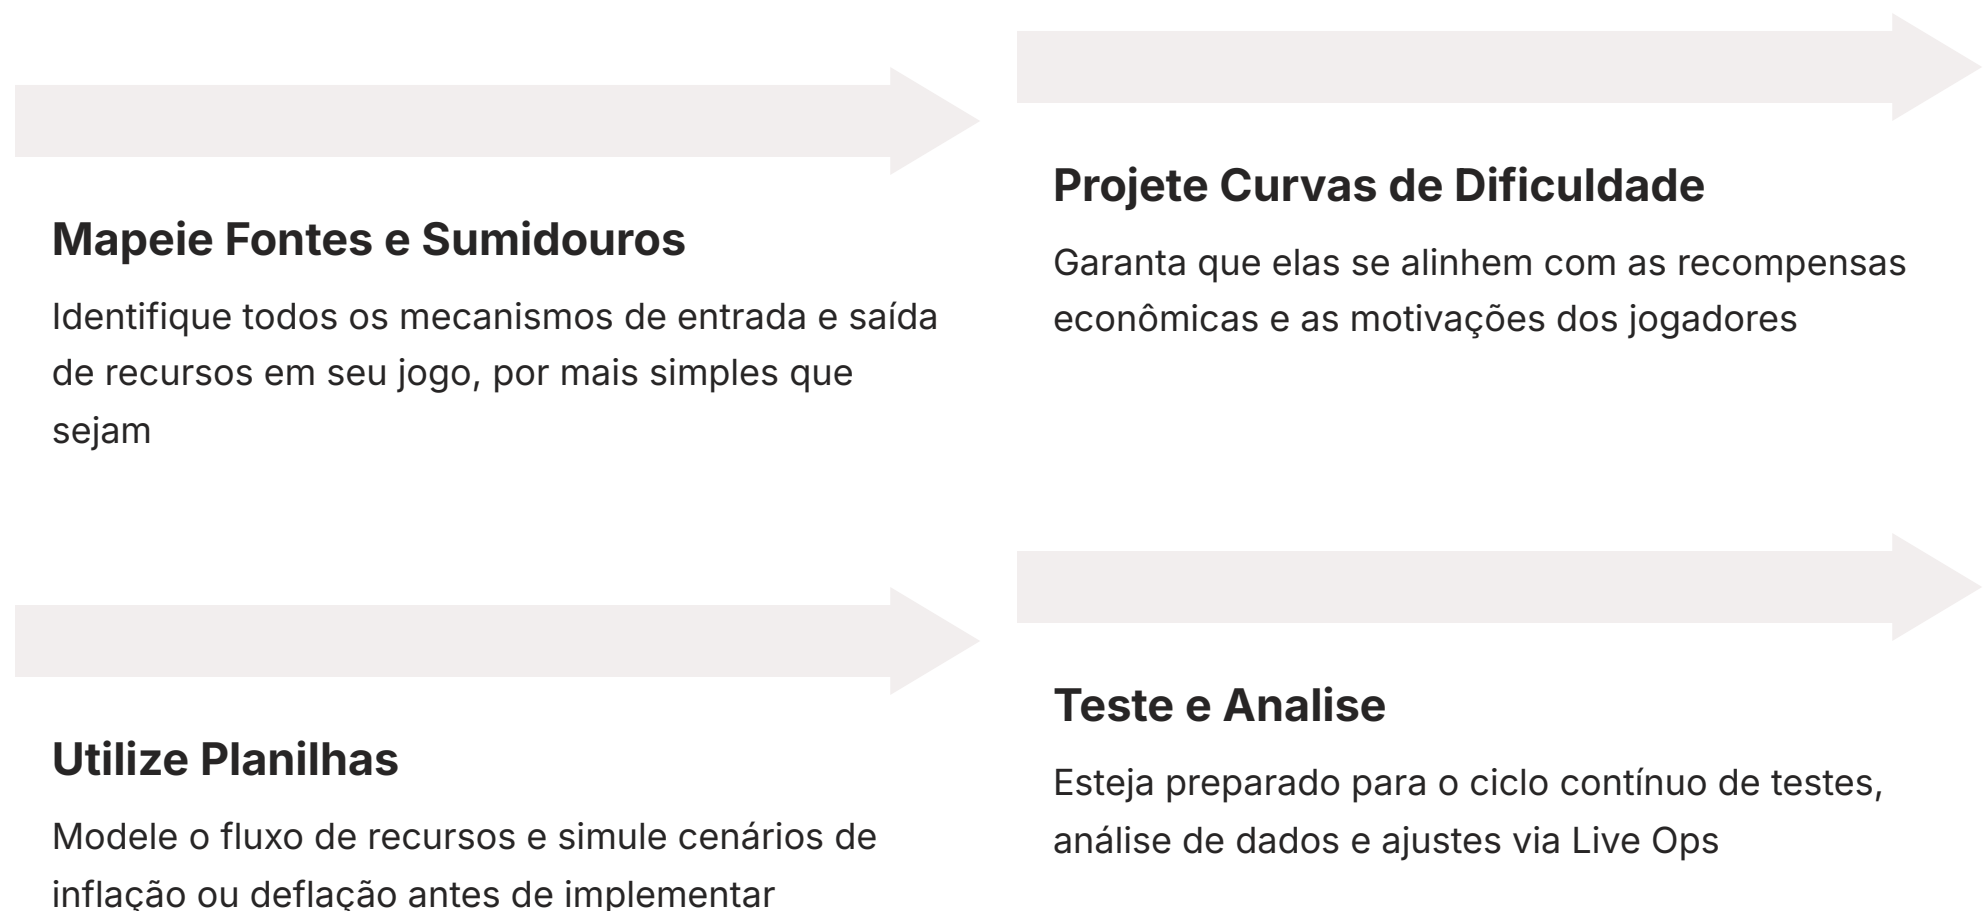 Mapeie Fontes e Sumidouros
Identifique todos os mecanismos de entrada e saída
de recursos em seu jogo, por mais simples que
sejam
Projete Curvas de Dificuldade
Garanta que elas se alinhem com as recompensas
econômicas e as motivações dos jogadores
Utilize Planilhas
Modele o fluxo de recursos e simule cenários de
inflação ou deflação antes de implementar
Teste e Analise
Esteja preparado para o ciclo contínuo de testes,
análise de dados e ajustes via Live Ops